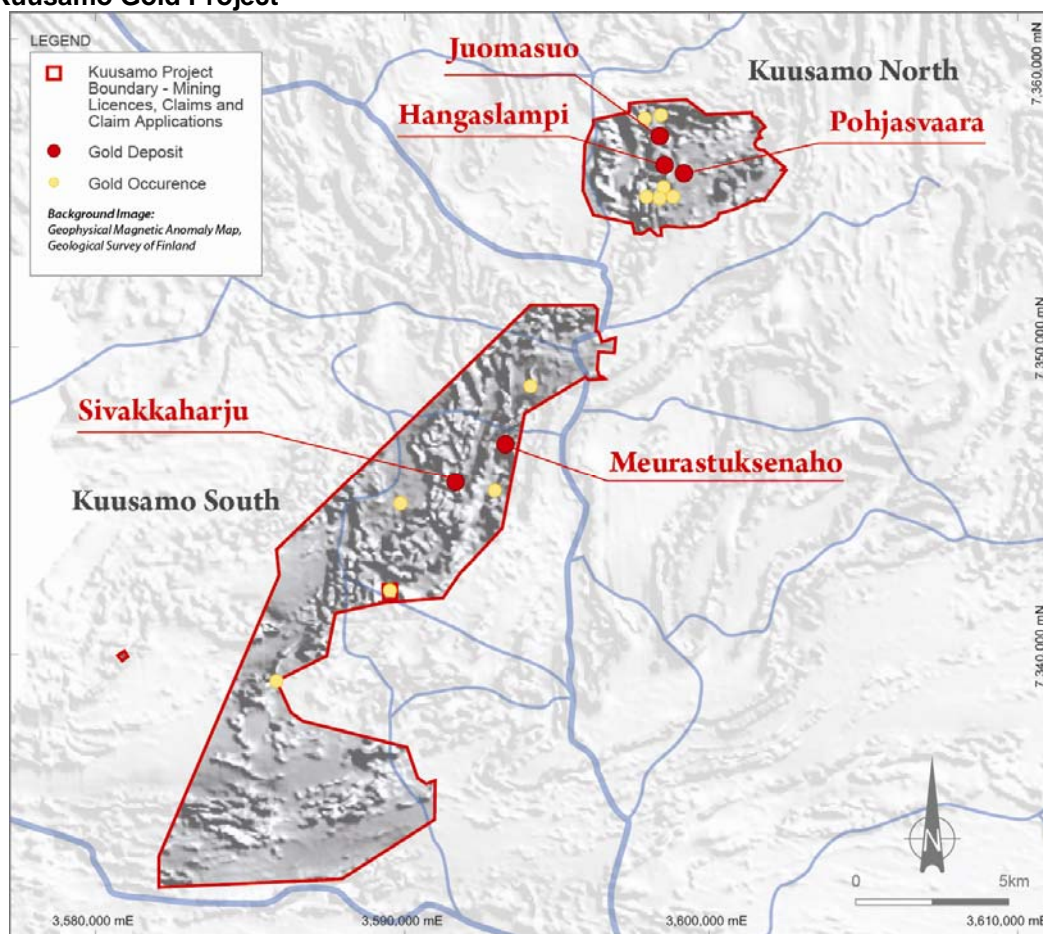 Kuusamo Gold Project
LEGEND
Kuusamo Project
Boundary - Mining
Licences, Claims and
Claim Applications
Gold Deposit
Gold Occurence
Background Image:
Geophysical Magnetic Anomaly Map,
Geological Survey of Finland
Juomasuo
Kuusamo North
Hangaslampi
Pohjasvaara
7,360,000 mN
7,350,000 mN
Sivakkaharju
Meurastuksenaho
Kuusamo South
7,340,000 mN
N
0
5km
3,580,000 mE
3,590,000 mE
3,600,000 mE
3,610,000 mE